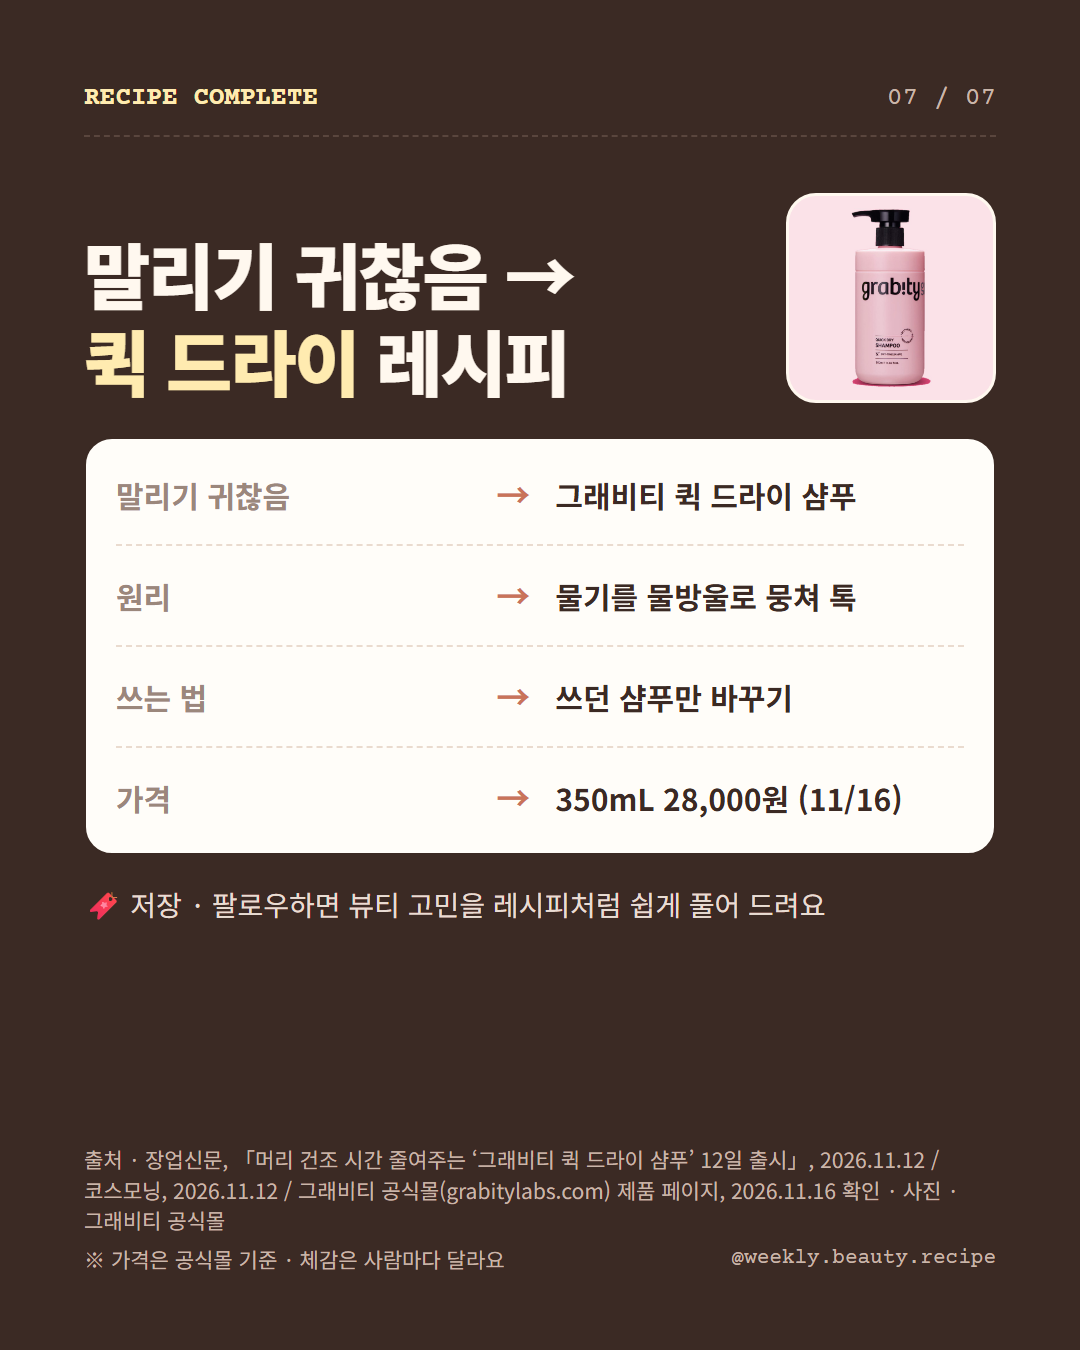 RECIPE COMPLETE
07 / 07
말리기 귀찮음 →
퀵 드라이 레시피
grabity
SHAMPOO
말리기 귀찮음 → 그래비티 퀵 드라이 샴푸
원리 → 물기를 물방울로 뭉쳐 톡
쓰는 법 → 쓰던 샴푸만 바꾸기
가격 → 350mL 28,000원 (11/16)
저장 · 팔로우하면 뷰티 고민을 레시피처럼 쉽게 풀어 드려요
출처 · 장업신문, 「머리 건조 시간 줄여주는 ‘그래비티 퀵 드라이 샴푸’ 12일 출시」, 2026.11.12 /
코스모닝, 2026.11.12 / 그래비티 공식몰(grabitylabs.com) 제품 페이지, 2026.11.16 확인 · 사진 ·
그래비티 공식몰
※ 가격은 공식몰 기준 · 체감은 사람마다 달라요
@weekly.beauty.recipe